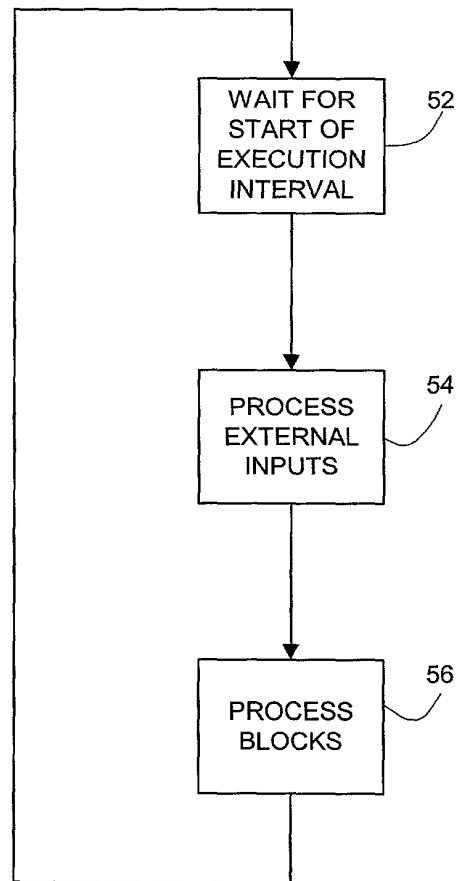 WAIT FOR
START OF
EXECUTION
INTERVAL
52
PROCESS
EXTERNAL
INPUTS
54
PROCESS
BLOCKS
56